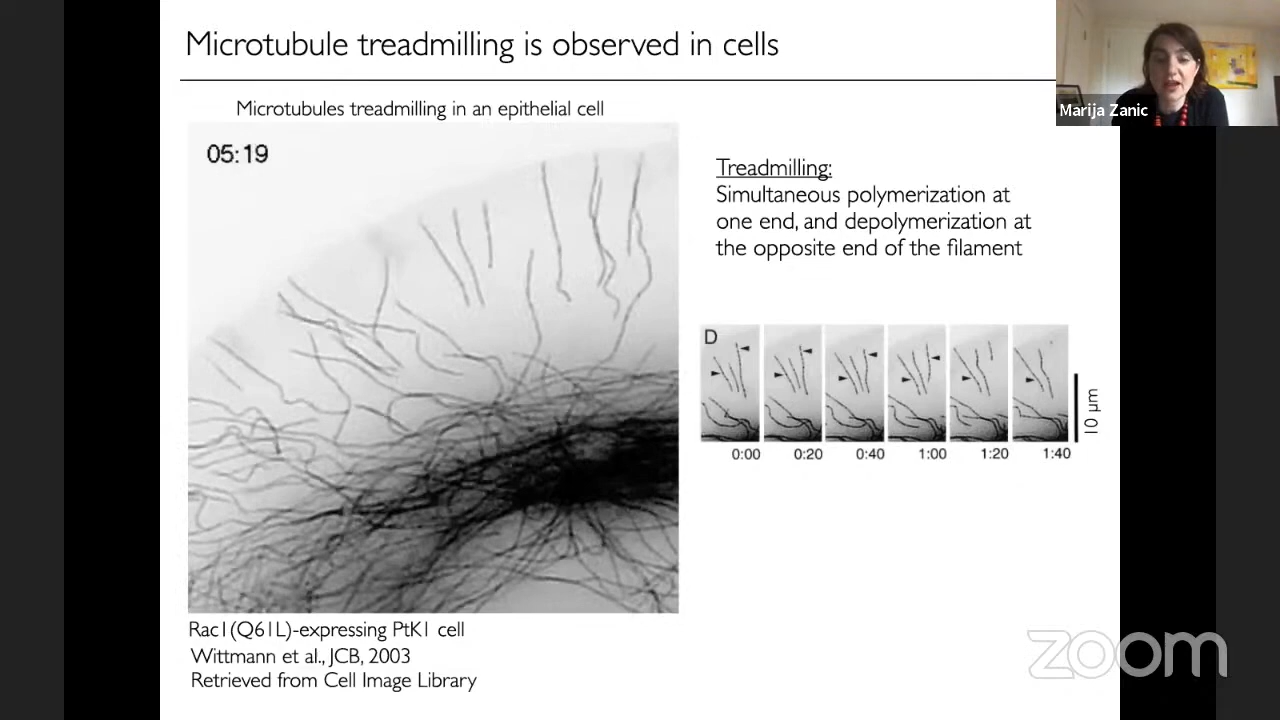 Microtubule treadmilling is observed in cells
Marija Zanic
Microtubules treadmilling in an epithelial cell
05:19
Treadmilling:
Simultaneous polymerization at
one end, and depolymerization at
the opposite end of the filament
D
0:00 0:20 0:40 1:00 1:20 1:40
10 µm
Rac1(Q61L)-expressing PtK1 cell
Wittmann et al., JCB, 2003
Retrieved from Cell Image Library
zoom